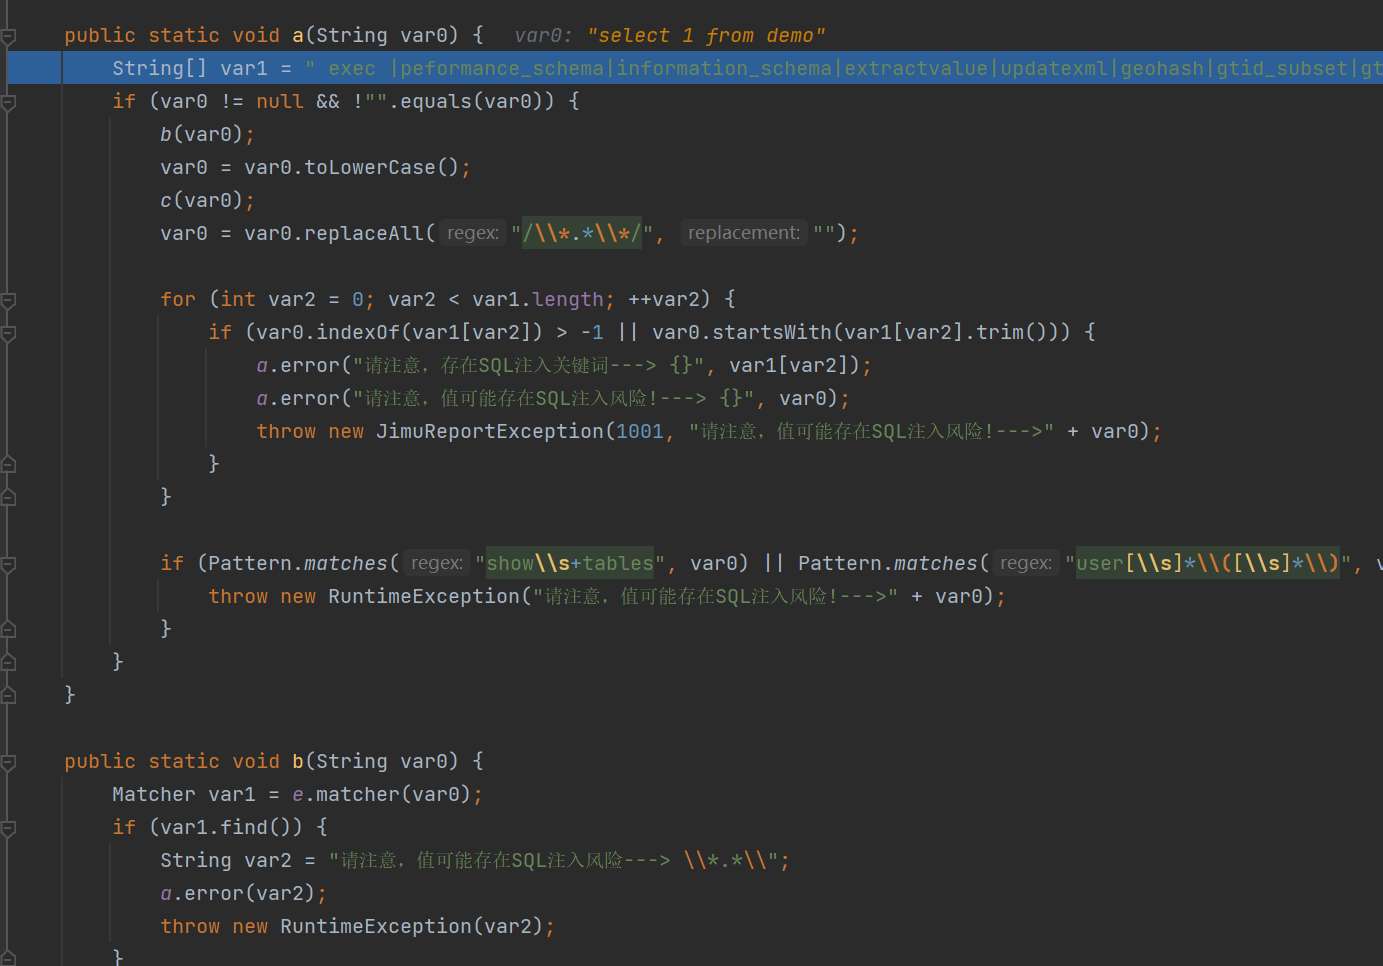 public static void a(String var0) {   var0: "select 1 from demo"
    String[] var1 = " exec |peformance_schema|information_schema|extractvalue|updatexml|geohash|gtid_subset|gt
    if (var0 != null && !"".equals(var0)) {
        b(var0);
        var0 = var0.toLowerCase();
        c(var0);
        var0 = var0.replaceAll( regex: "/\\*.*\\*/", replacement: "");
        for (int var2 = 0; var2 < var1.length; ++var2) {
            if (var0.indexOf(var1[var2]) > -1 || var0.startsWith(var1[var2].trim())) {
                a.error("请注意，存在SQL注入关键词---> {}", var1[var2]);
                a.error("请注意，值可能存在SQL注入风险!---> {}", var0);
                throw new JimuReportException(1001, "请注意，值可能存在SQL注入风险!--->" + var0);
            }
        }
        if (Pattern.matches( regex: "show\\s+tables", var0) || Pattern.matches( regex: "user[\\s]*\\([\\s]*\\)", v
            throw new RuntimeException("请注意，值可能存在SQL注入风险!--->" + var0);
        }
    }
}
public static void b(String var0) {
    Matcher var1 = e.matcher(var0);
    if (var1.find()) {
        String var2 = "请注意，值可能存在SQL注入风险---> \\*.*\\";
        a.error(var2);
        throw new RuntimeException(var2);
    }